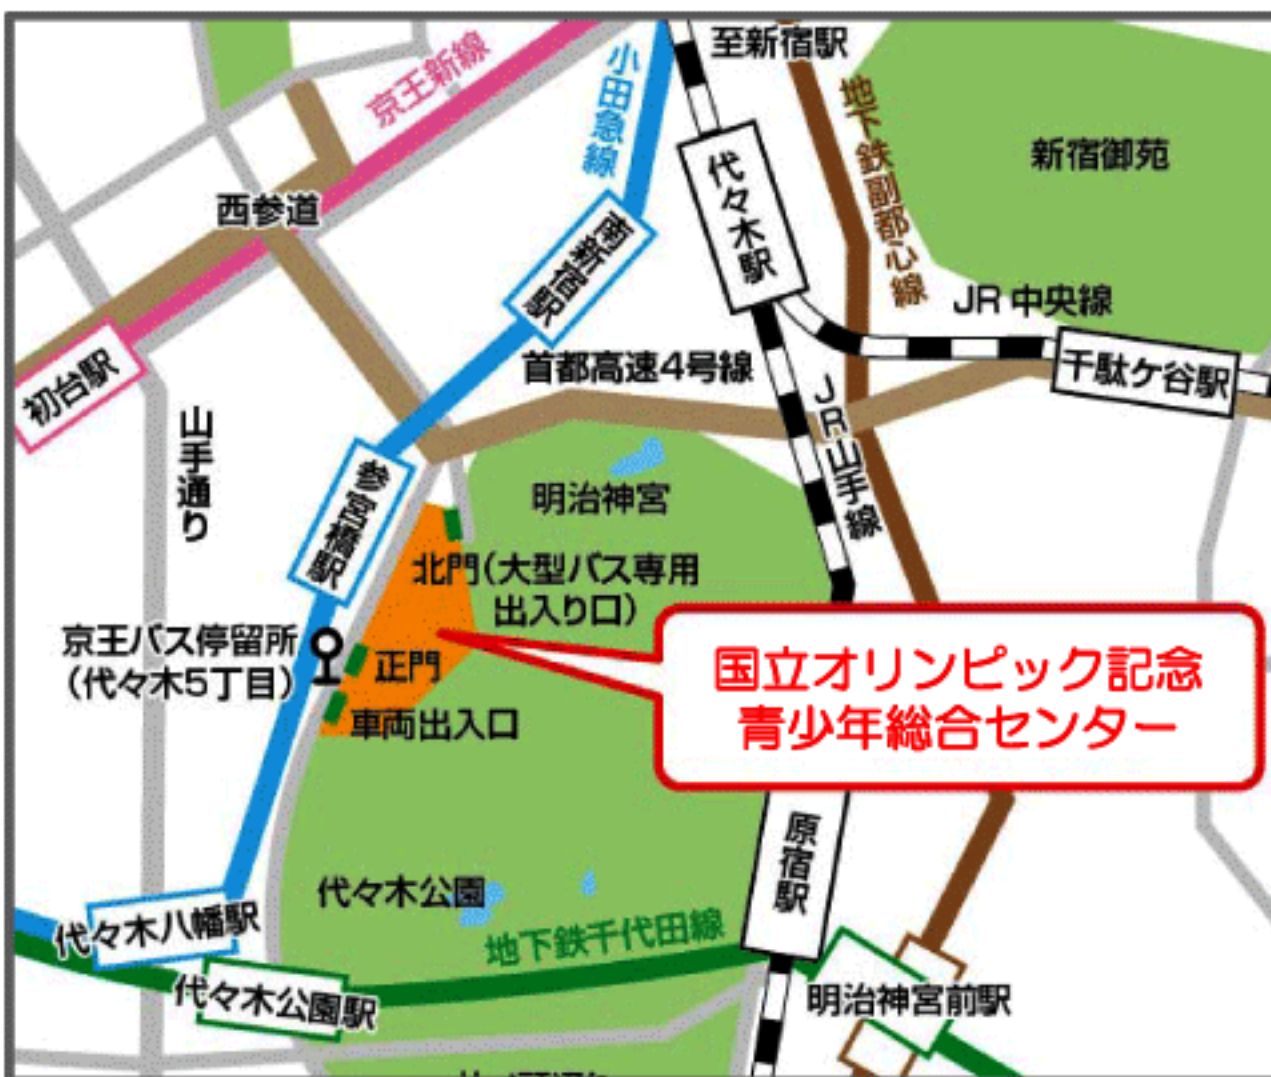 至新宿駅
京王新線
小田急線
地下鉄副都心線
新宿御苑
代々木駅
西参道
南新宿駅
JR中央線
千駄ケ谷駅
初台駅
首都高速4号線
山手通り
JR山手線
参宮橋駅
明治神宮
北門(大型バス専用
出入り口)
京王バス停留所
(代々木5丁目)
正門
車両出入口
国立オリンピック記念
青少年総合センター
原宿駅
代々木公園
地下鉄千代田線
代々木八幡駅
代々木公園駅
明治神宮前駅